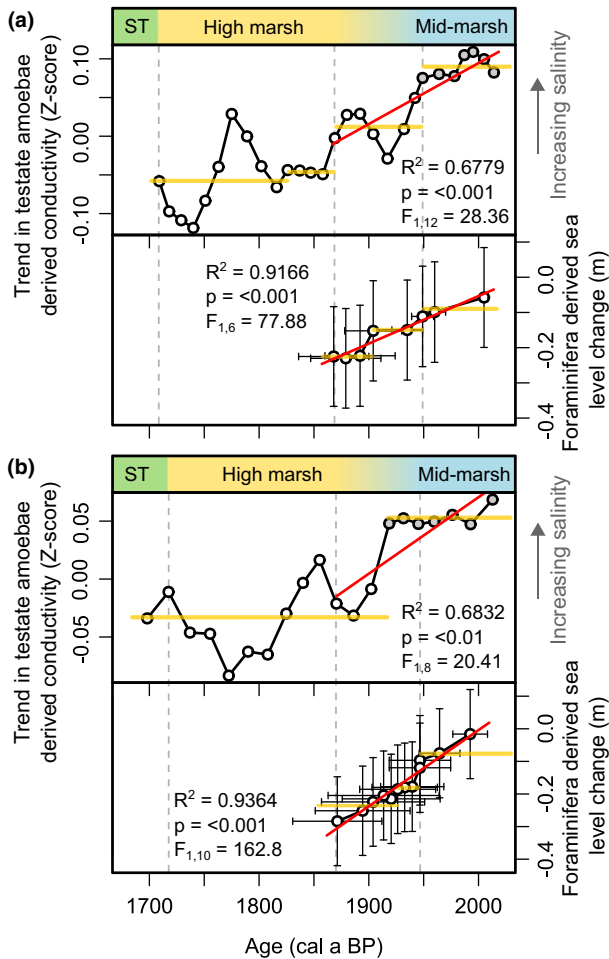 (a)
ST High marsh Mid-marsh
Trend in testate amoebae
derived conductivity (Z-score)
0.10
0.00
-0.10
R² = 0.6779
p = <0.001
F1,12 = 28.36
Increasing salinity
R² = 0.9166
p = <0.001
F1,6 = 77.88
0.0
-0.2
-0.4
Foraminifera derived sea
level change (m)
(b)
ST High marsh Mid-marsh
Trend in testate amoebae
derived conductivity (Z-score)
0.05
0.00
-0.05
R² = 0.6832
p = <0.01
F1,8 = 20.41
Increasing salinity
R² = 0.9364
p = <0.001
F1,10 = 162.8
0.0
-0.2
-0.4
Foraminifera derived sea
level change (m)
1700 1800 1900 2000
Age (cal a BP)